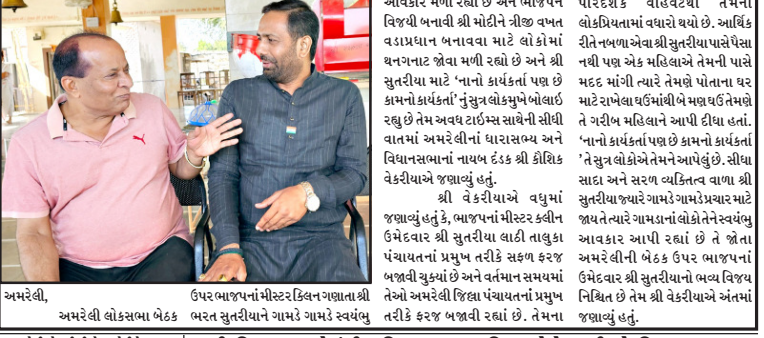 અમરેલી,
અમરેલી લોકસભા બેઠક
ઉપર ભાજપનાં મીસ્ટર ક્લિન ગણાતા શ્રી
ભરત સુતરીયાને ગામડે ગામડે સ્વયંભુ
આવકાર મળી રહ્યા છે અને ભાજપને
વિજયી બનાવી શ્રી મોદીને ત્રીજી વખત
વડાપ્રધાન બનાવવા માટે લોકોમાં
થનગનાટ જોવા મળી રહ્યો છે અને શ્રી
સુતરીયા માટે ‘નાનો કાર્યકર્તા પણ છે
કામનો કાર્યકર્તા’ નું સુત્ર લોકમુખે બોલાઇ
રહ્યુ છે તેમ અવધ ટાઇમ્સ સાથેની સીધી
વાતમાં અમરેલીનાં ધારાસભ્ય અને
વિધાનસભાનાં નાયબ દંડક શ્રી કૌશિક
વેકરીયાએ જણાવ્યું હતું.
શ્રી વેકરીયાએ વધુમાં
જણાવ્યું હતું કે, ભાજપનાં મીસ્ટર ક્લીન
ઉમેદવાર શ્રી સુતરીયા લાઠી તાલુકા
પંચાયતનાં પ્રમુખ તરીકે સફળ ફરજ
બજાવી ચુકયાં છે અને વર્તમાન સમયમાં
તેઓ અમરેલી જિલ્લા પંચાયતનાં પ્રમુખ
તરીકે ફરજ બજાવી રહ્યાં છે. તેમના
પારદર્શક વહિવટથી તેમની
લોકપ્રિયતામાં વધારો થયો છે. આર્થિક
રીતે નબળા એવા શ્રી સુતરીયા પાસે પૈસા
નથી પણ એક મહિલાએ તેમની પાસે
મદદ માંગી ત્યારે તેમણે પોતાના ઘર
માટે રાખેલા ઘઉંમાંથી બે મણ ઘઉં તેમણે
તે ગરીબ મહિલાને આપી દીધા હતાં.
‘નાનો કાર્યકર્તા પણ છે કામનો કાર્યકર્તા
’ તે સુત્ર લોકોએ તેમને આપેલું છે. સીધા
સાદા અને સરળ વ્યક્તિત્વ વાળા શ્રી
સુતરીયા જ્યારે ગામડે ગામડે પ્રચાર માટે
જાય તે ત્યારે ગામડાનાં લોકો તેને સ્વયંભુ
આવકાર આપી રહ્યાં છે તે જોતા
અમરેલીની બેઠક ઉપર ભાજપનાં
ઉમેદવાર શ્રી સુતરીયાનો ભવ્ય વિજય
નિશ્ચિત છે તેમ શ્રી વેકરીયાએ અંતમાં
જણાવ્યું હતું.